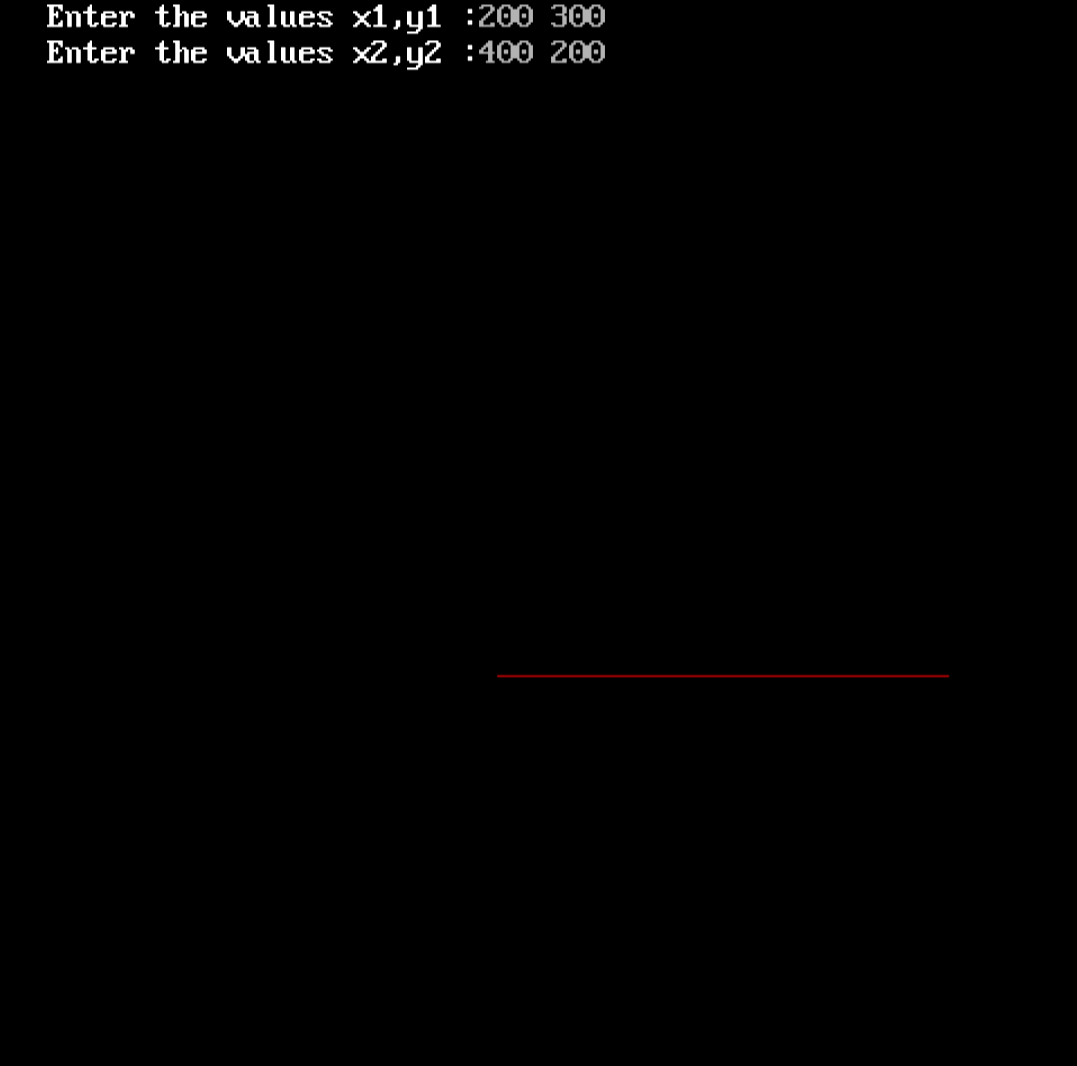 Enter the values x1,y1 :200 300
Enter the values x2,y2 :400 200